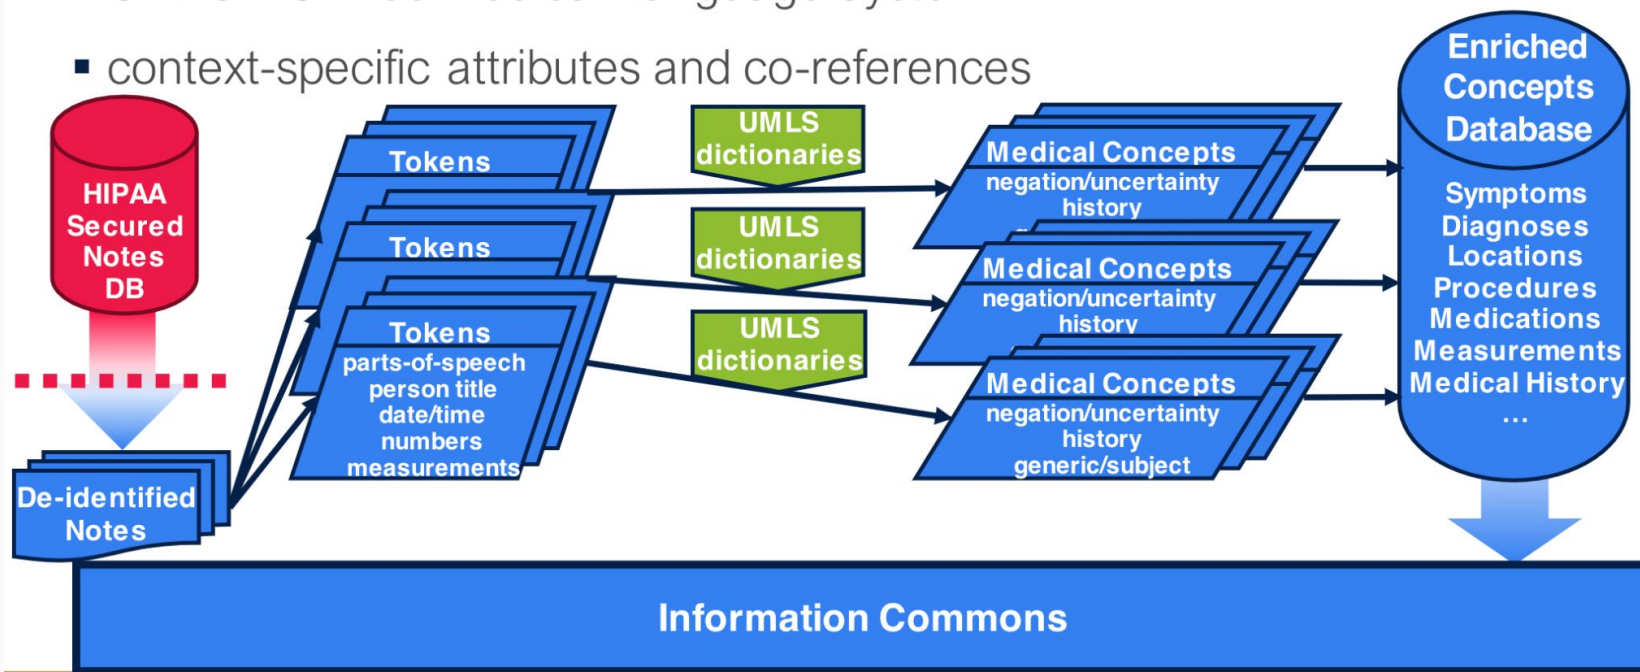 ▪ context-specific attributes and co-references
HIPAA
Secured
Notes
DB
De-identified
Notes
Tokens
Tokens
Tokens
parts-of-speech
person title
date/time
numbers
measurements
UMLS
dictionaries
UMLS
dictionaries
UMLS
dictionaries
Medical Concepts
negation/uncertainty
history
Medical Concepts
negation/uncertainty
history
Medical Concepts
negation/uncertainty
history
generic/subject
Enriched
Concepts
Database
Symptoms
Diagnoses
Locations
Procedures
Medications
Measurements
Medical History
...
Information Commons